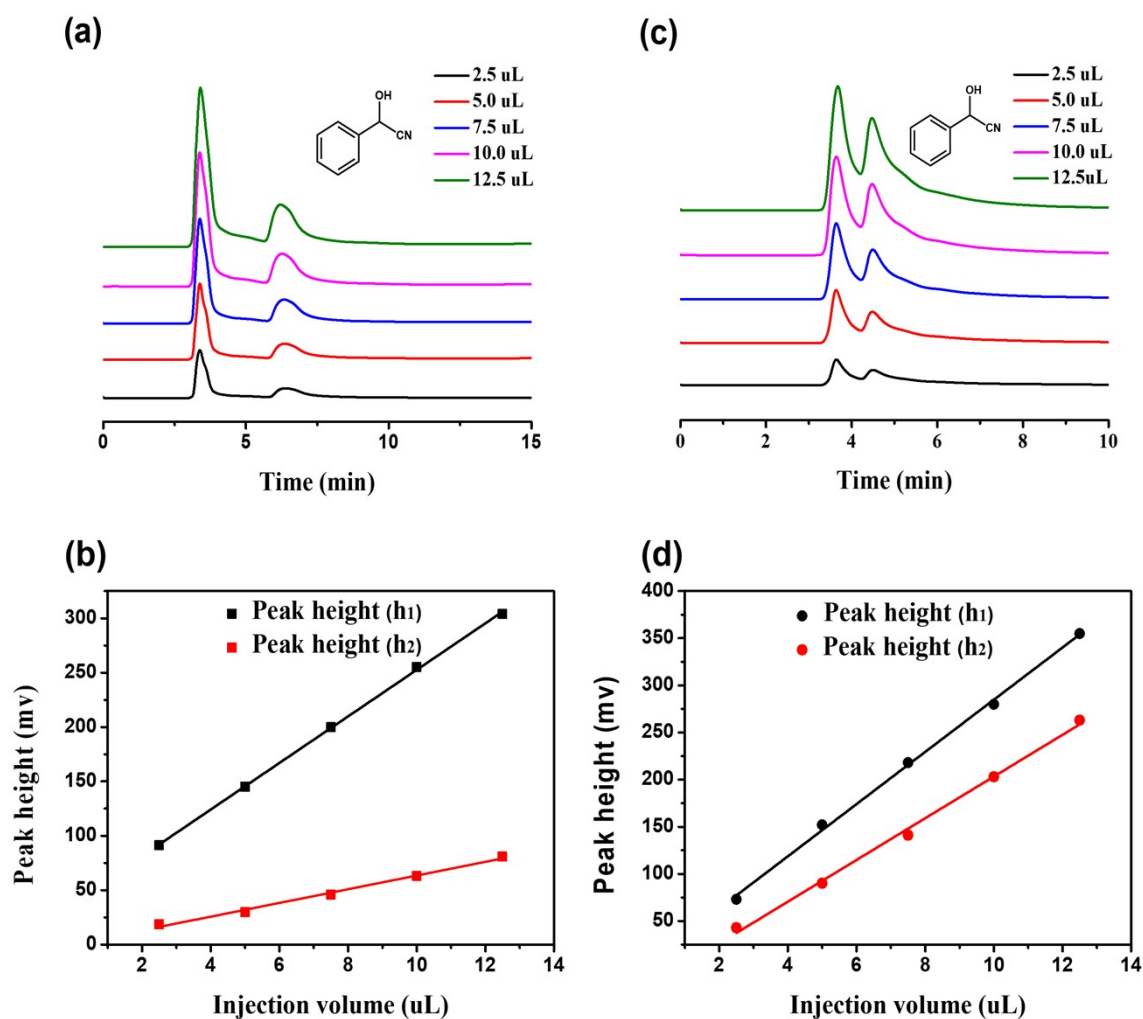 (a)
2.5 uL
5.0 uL
7.5 uL
10.0 uL
12.5 uL
OH
CN
0 5 10 15
Time (min)
(c)
2.5 uL
5.0 uL
7.5 uL
10.0 uL
12.5uL
OH
CN
0 2 4 6 8 10
Time (min)
(b)
Peak height (h1)
Peak height (h2)
300
250
200
150
100
50
0
Peak height (mv)
2 4 6 8 10 12 14
Injection volume (uL)
(d)
Peak height (h1)
Peak height (h2)
400
350
300
250
200
150
100
50
Peak height (mv)
2 4 6 8 10 12 14
Injection volume (uL)